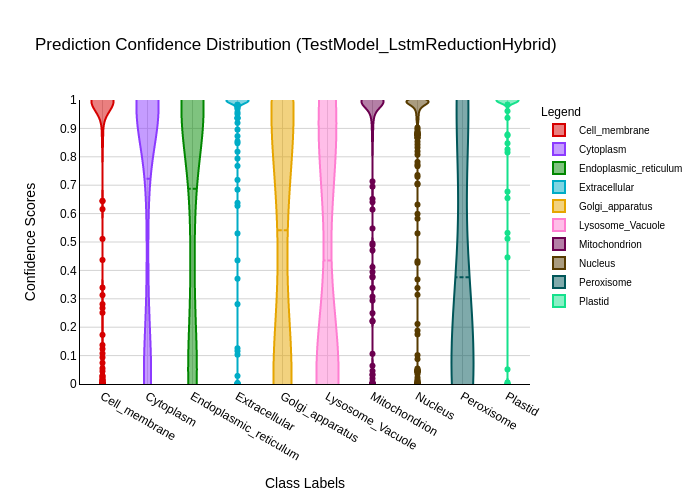 Prediction Confidence Distribution (TestModel_LstmReductionHybrid)
Confidence Scores
1
0.9
0.8
0.7
0.6
0.5
0.4
0.3
0.2
0.1
0
Cell_membrane
Cytoplasm
Endoplasmic_reticulum
Extracellular
Golgi_apparatus
Lysosome_Vacuole
Mitochondrion
Nucleus
Peroxisome
Plastid
Class Labels
Legend
Cell_membrane
Cytoplasm
Endoplasmic_reticulum
Extracellular
Golgi_apparatus
Lysosome_Vacuole
Mitochondrion
Nucleus
Peroxisome
Plastid